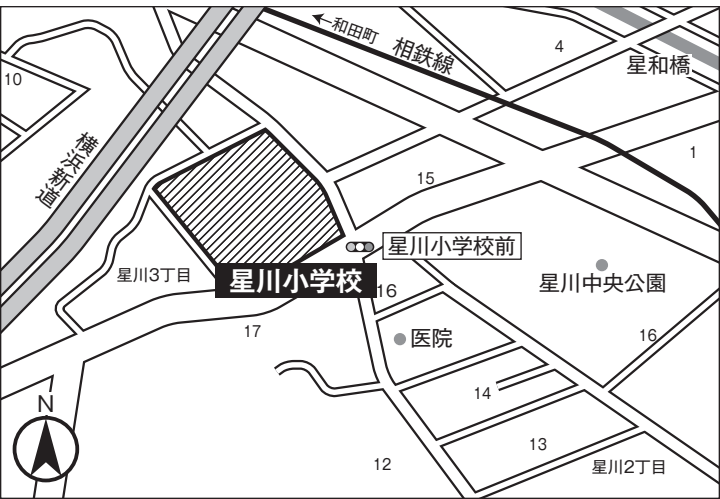 ←和田町
相鉄線
4
星和橋
10
横浜新道
1
15
星川小学校前
星川3丁目
星川小学校
16
星川中央公園
17
医院
16
14
N
13
12
星川2丁目